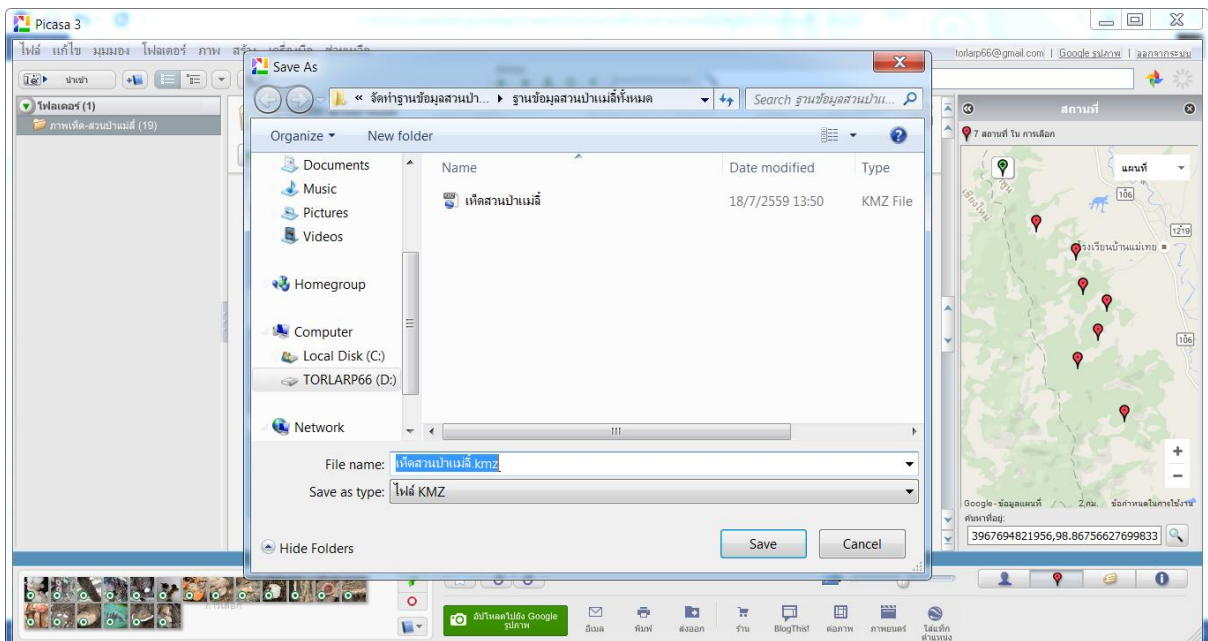 Picasa 3
ไฟล์ แก้ไข มุมมอง โฟลเดอร์ ภาพ
torlarp66@gmail.com | Google รูปภาพ | ออกจากระบบ
นำเข้า
Save As
« จัดทำฐานข้อมูลสวนป่า... ▸ ฐานข้อมูลสวนป่าแม่ลี้ทั้งหมด
Search ฐานข้อมูลสวนป่าแ...
Organize
New folder
Documents
Music
Pictures
Videos
Homegroup
Computer
Local Disk (C:)
TORLARP66 (D:)
Network
Name
Date modified
Type
เห็ดสวนป่าแม่ลี้
18/7/2559 13:50
KMZ File
File name: เห็ดสวนป่าแม่ลี้.kmz
Save as type: ไฟล์ KMZ
Hide Folders
Save
Cancel
โฟลเดอร์ (1)
ภาพเห็ด-สวนป่าแม่ลี้ (19)
สถานที่
7 สถานที่ ใน การเลือก
แผนที่
106
1219
โรงเรียนบ้านแม่เทย
106
Google - ข้อมูลแผนที่ 2 กม. ข้อกำหนดในการใช้งาน
ค้นหาที่อยู่:
3967694821956,98.86756627699833
อัปโหลดไปยัง Google
รูปภาพ
อีเมล
พิมพ์
ส่งออก
ร้าน
BlogThis!
ต่อภาพ
ภาพยนตร์
ใส่แท็ก
ตำแหน่ง